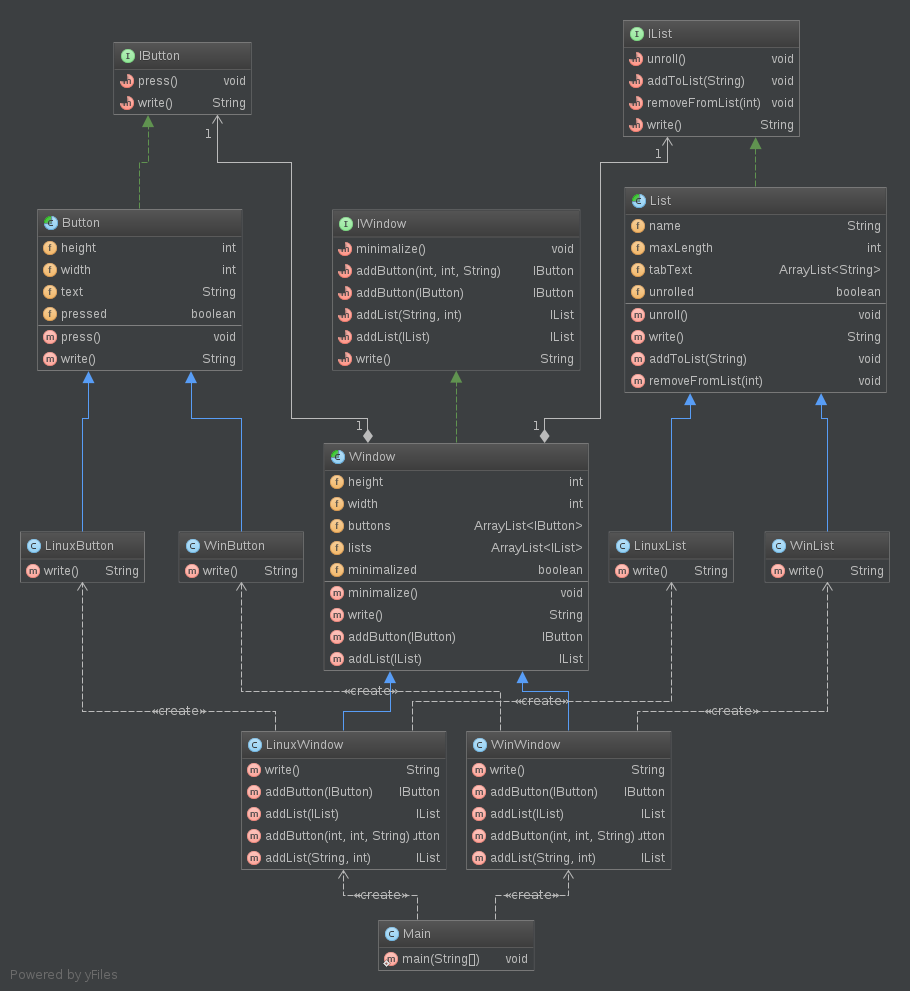 IButton
press() void
write() String
IList
unroll() void
addToList(String) void
removeFromList(int) void
write() String
1
1
Button
height int
width int
text String
pressed boolean
press() void
write() String
IWindow
minimalize() void
addButton(int, int, String) IButton
addButton(IButton) IButton
addList(String, int) IList
addList(IList) IList
write() String
List
name String
maxLength int
tabText ArrayList<String>
unrolled boolean
unroll() void
write() String
addToList(String) void
removeFromList(int) void
1
1
Window
height int
width int
buttons ArrayList<IButton>
lists ArrayList<IList>
minimalized boolean
minimalize() void
write() String
addButton(IButton) IButton
addList(IList) IList
LinuxButton
write() String
WinButton
write() String
LinuxList
write() String
WinList
write() String
«create»
«create»
«create»
«create»
LinuxWindow
write() String
addButton(IButton) IButton
addList(IList) IList
addButton(int, int, String) utton
addList(String, int) IList
WinWindow
write() String
addButton(IButton) IButton
addList(IList) IList
addButton(int, int, String) utton
addList(String, int) IList
«create»
«create»
Main
main(String[]) void
Powered by yFiles